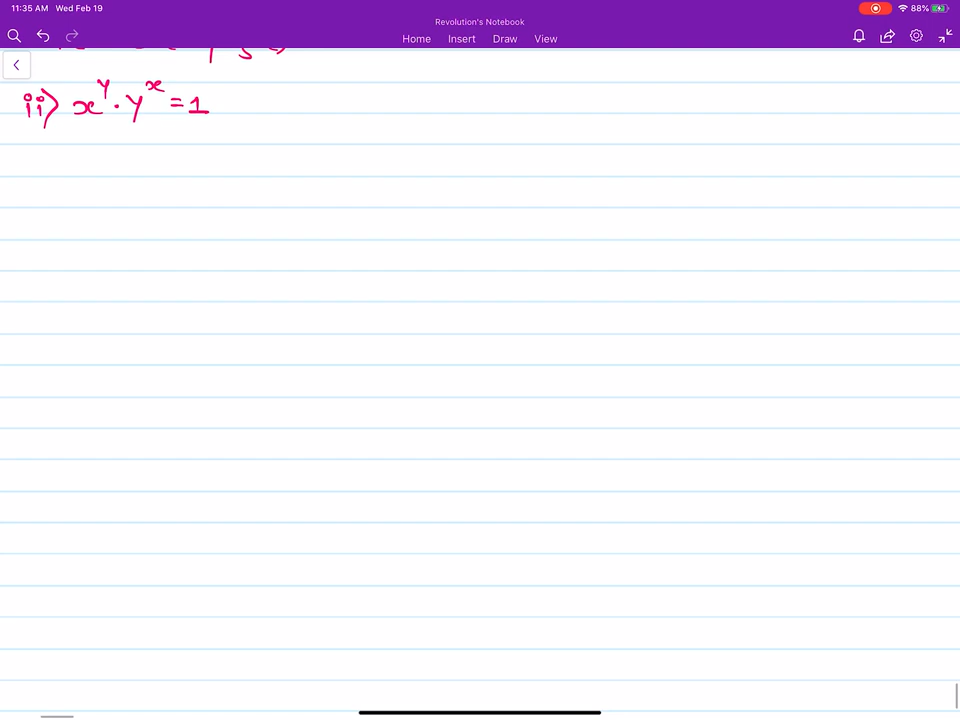 11:35 AM Wed Feb 19
88%
Revolution's Notebook
Home Insert Draw View
ii) x^y · y^x = 1